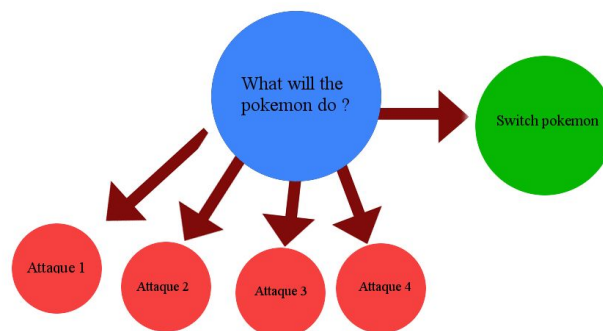 What will the
pokemon do ?
Switch pokemon
Attaque 1
Attaque 2
Attaque 3
Attaque 4